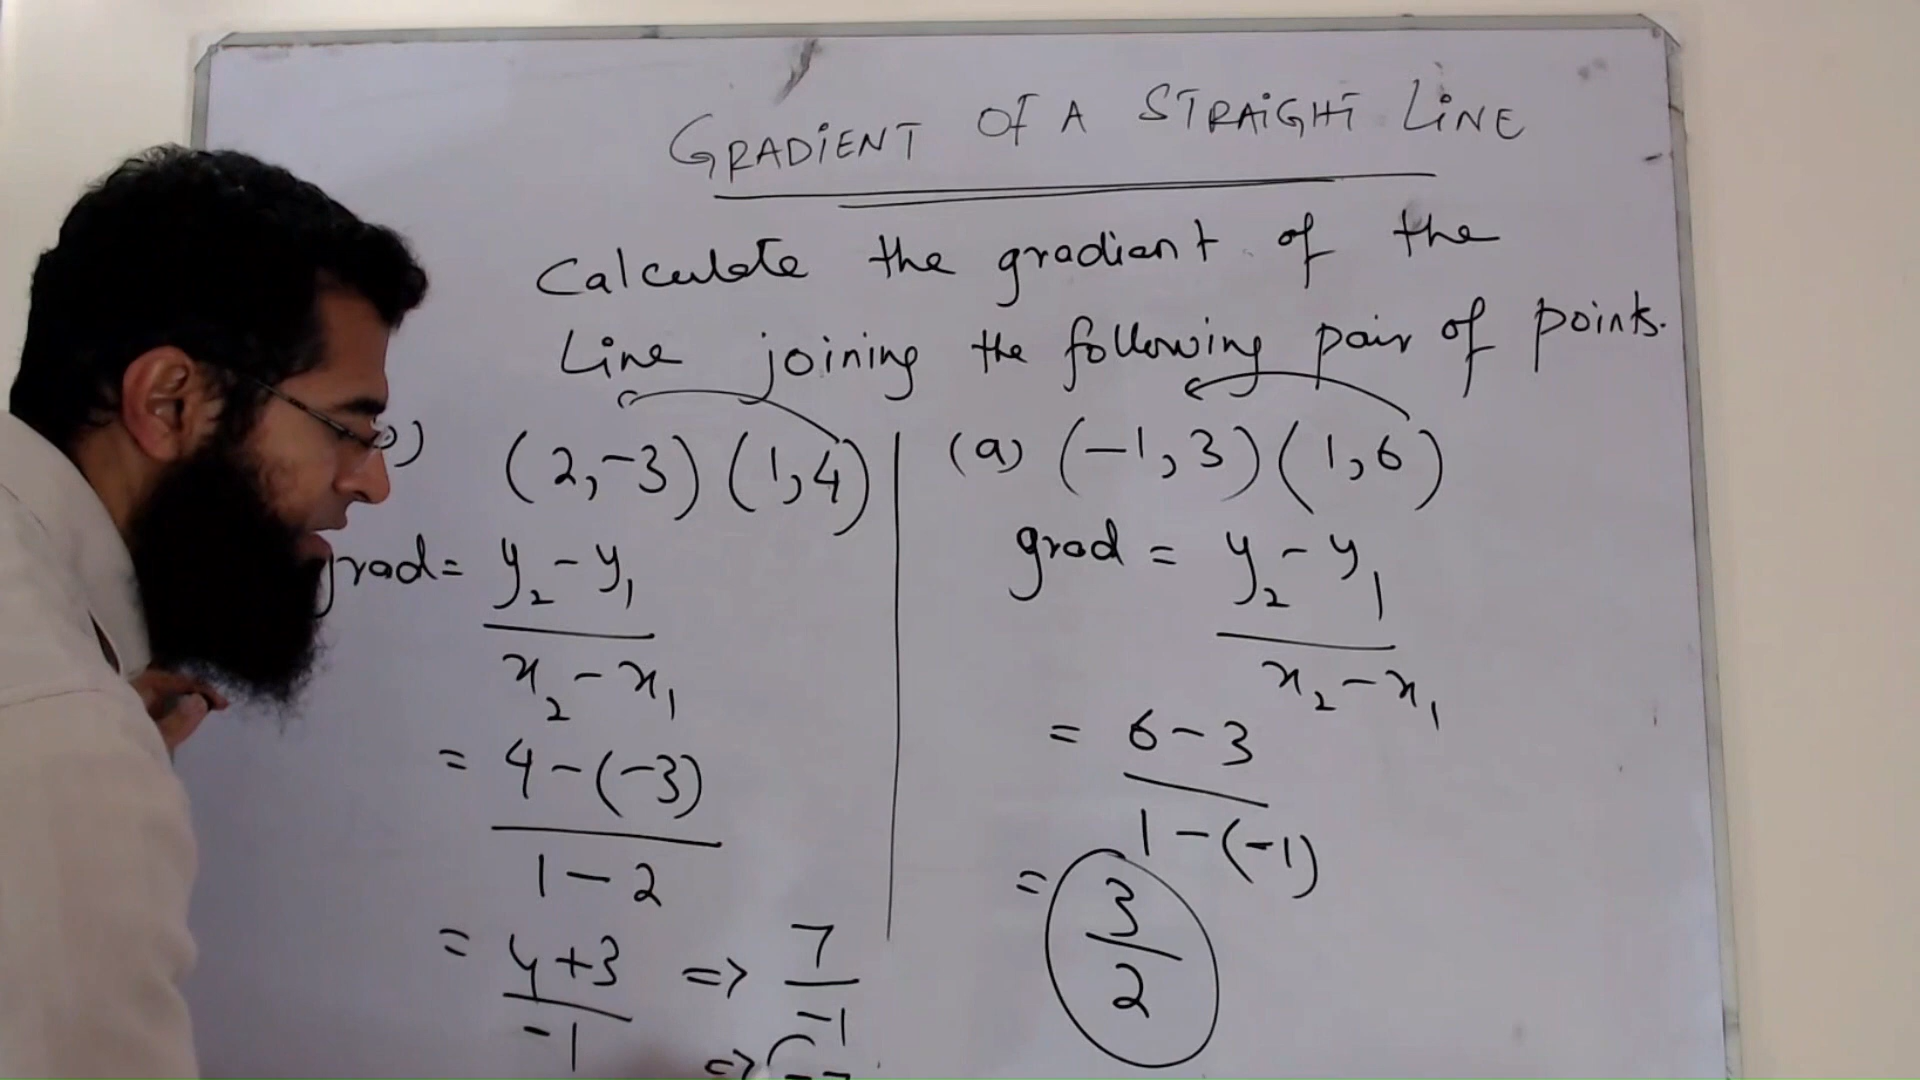 GRADiENT Of A STRAiGHT LiNE
Calculate the gradient of the
Line joining the following pair of points.
(2,-3) (1,4)
grad = y₂ - y₁
x₂ - x₁
= 4 - (-3)
1 - 2
= 4 + 3 => 7
-1 -1
=>
(a) (-1,3) (1,6)
grad = y₂ - y₁
x₂ - x₁
= 6 - 3
1 - (-1)
= 3
2